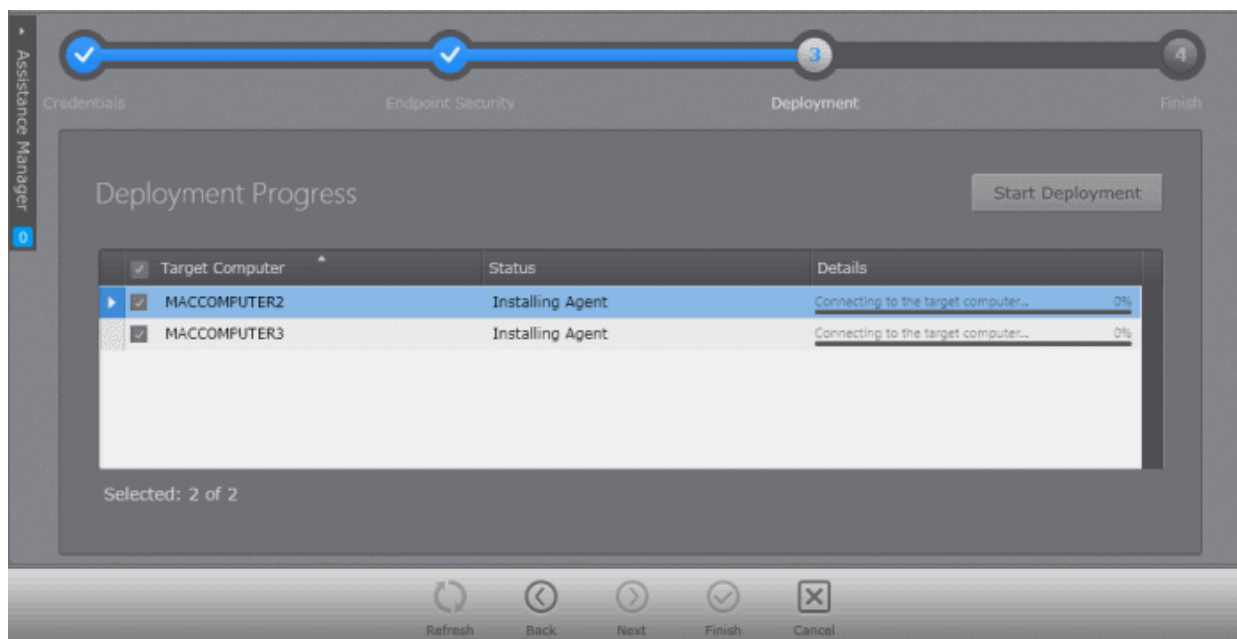 Assistance Manager
0
3
4
Credentials
Endpoint Security
Deployment
Finish
Deployment Progress
Start Deployment
Target Computer Status Details
MACCOMPUTER2 Installing Agent Connecting to the target computer... 0%
MACCOMPUTER3 Installing Agent Connecting to the target computer... 0%
Selected: 2 of 2
Refresh Back Next Finish Cancel